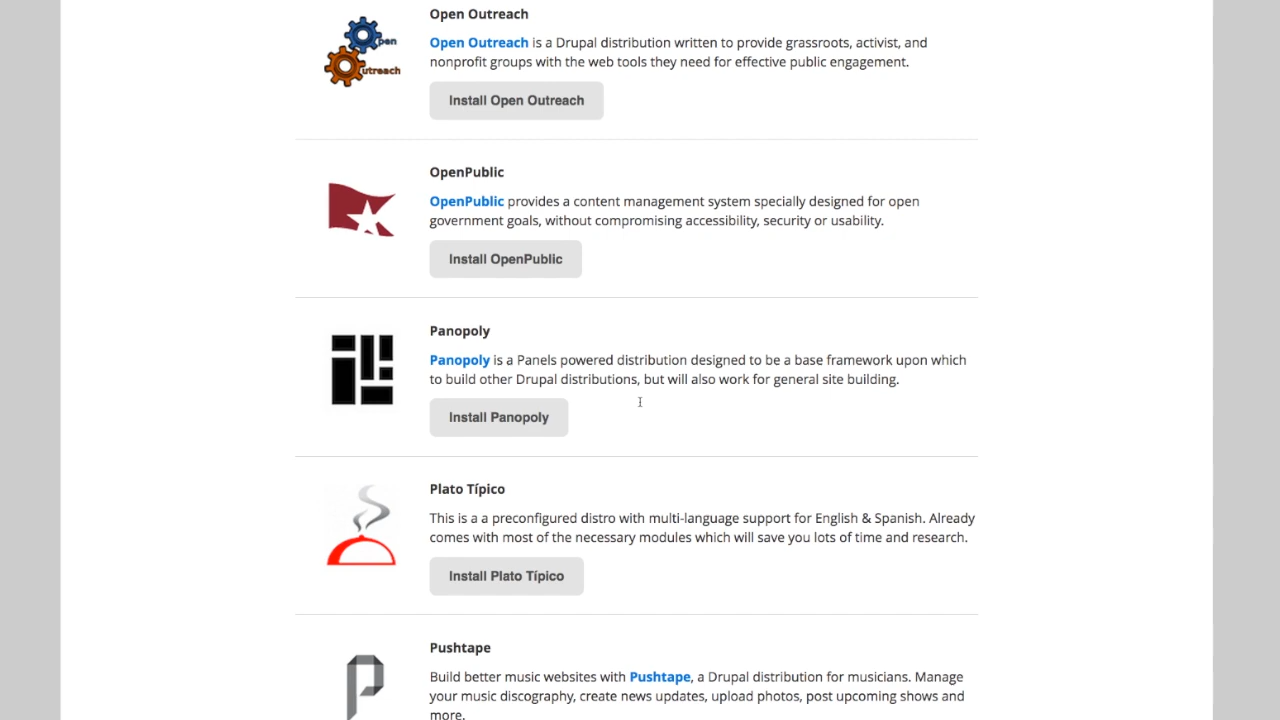 Open Outreach
Open
Outreach
Open Outreach is a Drupal distribution written to provide grassroots, activist, and
nonprofit groups with the web tools they need for effective public engagement.
Install Open Outreach
OpenPublic
OpenPublic provides a content management system specially designed for open
government goals, without compromising accessibility, security or usability.
Install OpenPublic
Panopoly
Panopoly is a Panels powered distribution designed to be a base framework upon which
to build other Drupal distributions, but will also work for general site building.
Install Panopoly
Plato Típico
This is a a preconfigured distro with multi-language support for English & Spanish. Already
comes with most of the necessary modules which will save you lots of time and research.
Install Plato Típico
Pushtape
Build better music websites with Pushtape, a Drupal distribution for musicians. Manage
your music discography, create news updates, upload photos, post upcoming shows and
more.